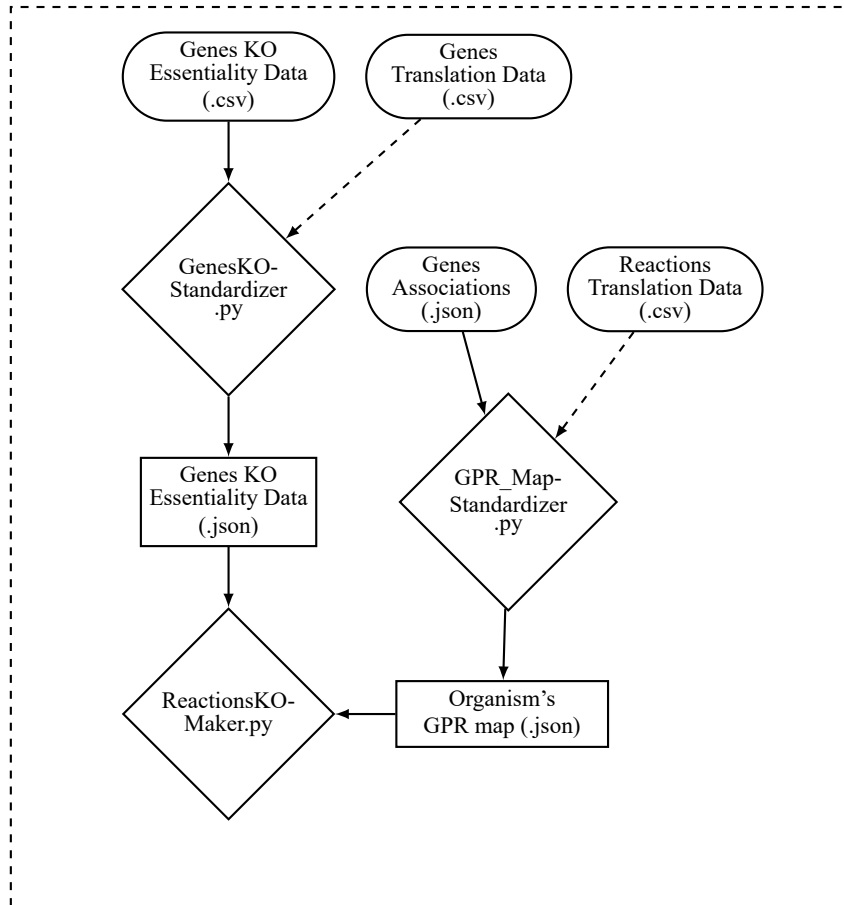 Genes KO
Essentiality Data
(.csv)
Genes
Translation Data
(.csv)
GenesKO-
Standardizer
.py
Genes
Associations
(.json)
Reactions
Translation Data
(.csv)
Genes KO
Essentiality Data
(.json)
GPR_Map-
Standardizer
.py
ReactionsKO-
Maker.py
Organism’s
GPR map (.json)